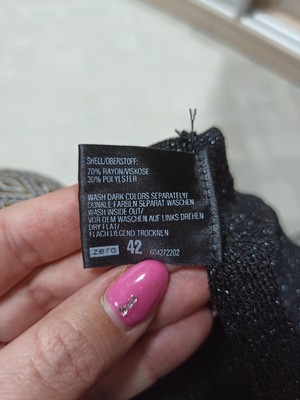 SHELL/OBERSTOFF:
70% RAYON/VISKOSE
30% POLYESTER
WASH DARK COLORS SEPARATELY/
DUNKLE FARBEN SEPARAT WASCHEN
WASH INSIDE OUT/
VOR DEM WASCHEN AUF LINKS DREHEN
DRY FLAT/
FLACH LIEGEND TROCKNEN
zero 42 604272202